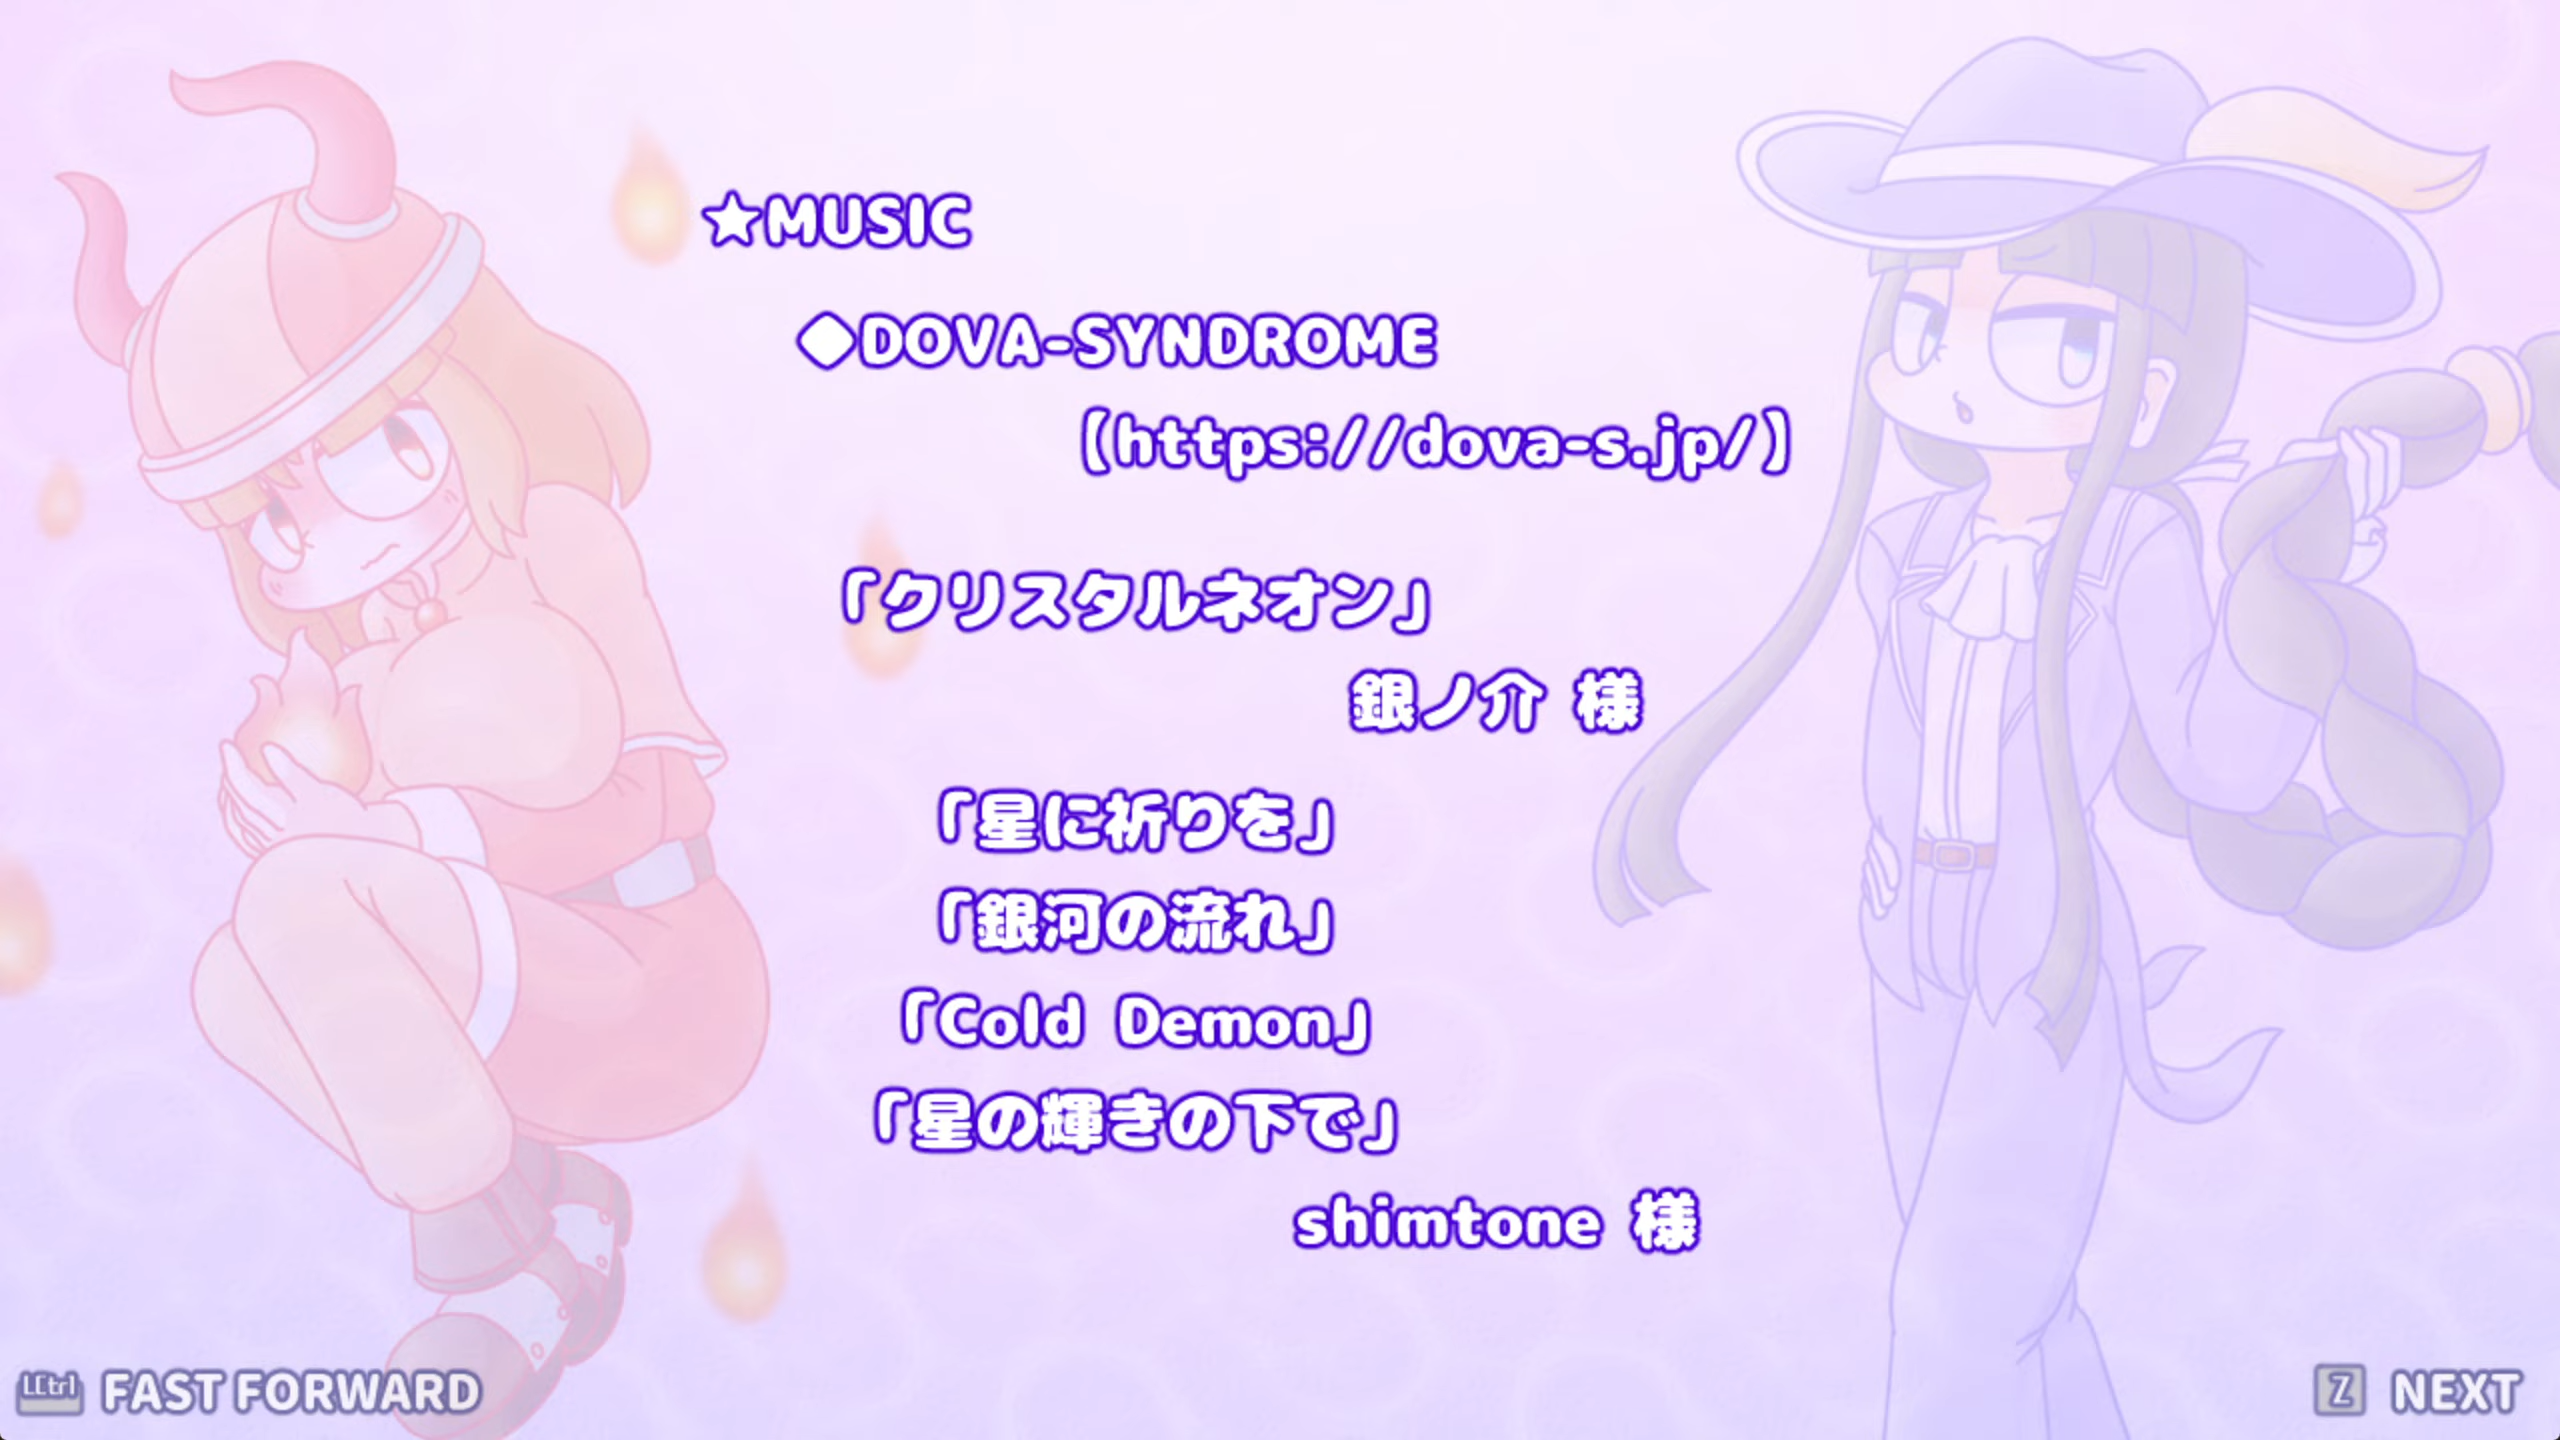 ★MUSIC
◆DOVA-SYNDROME
【https://dova-s.jp/】
「クリスタルネオン」
銀ノ介 様
「星に祈りを」
「銀河の流れ」
「Cold Demon」
「星の輝きの下で」
shimtone 様
LCtrl FAST FORWARD
Z NEXT